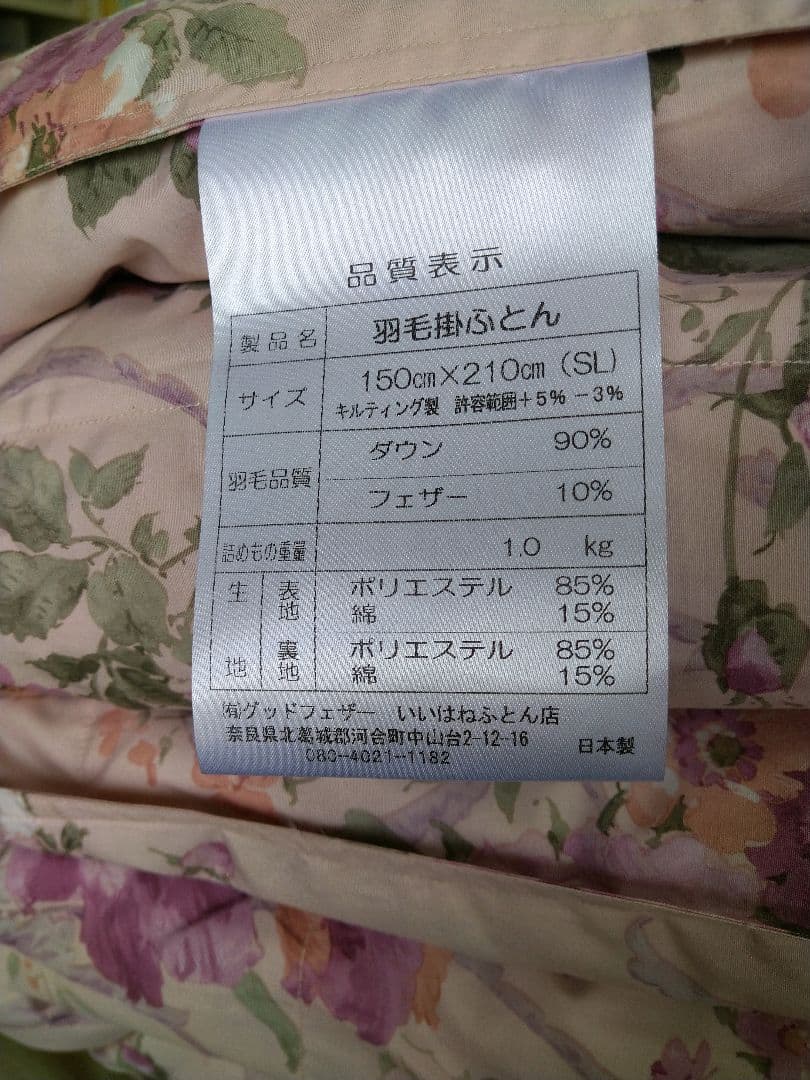 品質表示
製品名 羽毛掛ふとん
サイズ 150cm×210cm (SL)
キルティング製 許容範囲+5% -3%
羽毛品質 ダウン 90%
フェザー 10%
詰めもの重量 1.0 kg
生地 表地 ポリエステル 85%
綿 15%
裏地 ポリエステル 85%
綿 15%
(有)グッドフェザー いいはねふとん店
奈良県北葛城郡河合町中山台2-12-16
080-4021-1182
日本製